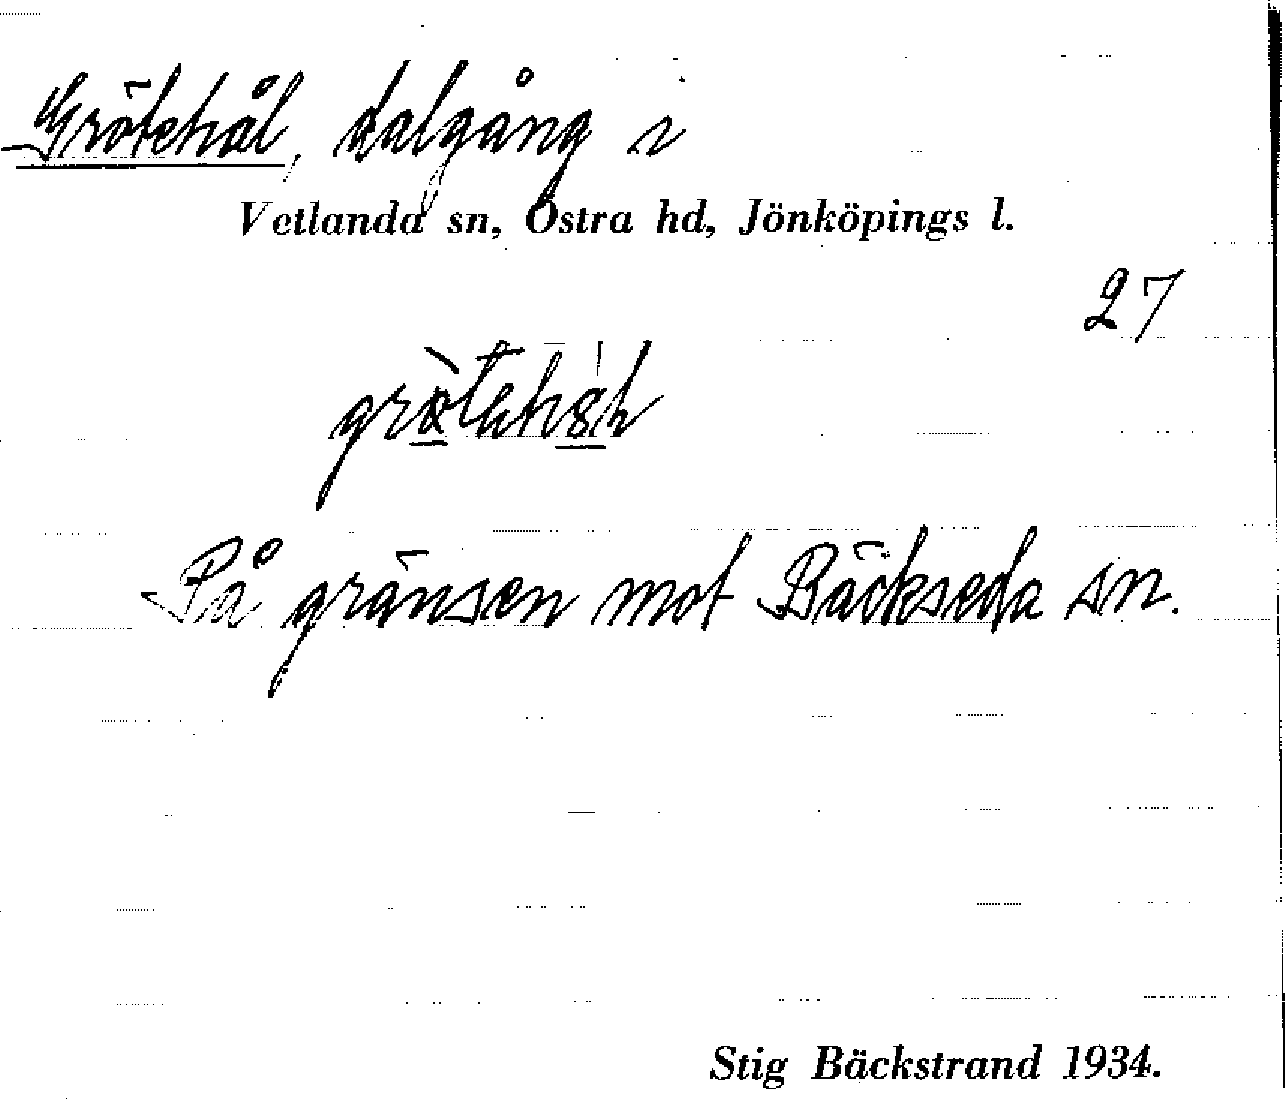 Grötehål, dalgång i
Vetlanda sn, Östra hd, Jönköpings l.
27
På gränsen mot Bäckseda sn.
Stig Bäckstrand 1934.